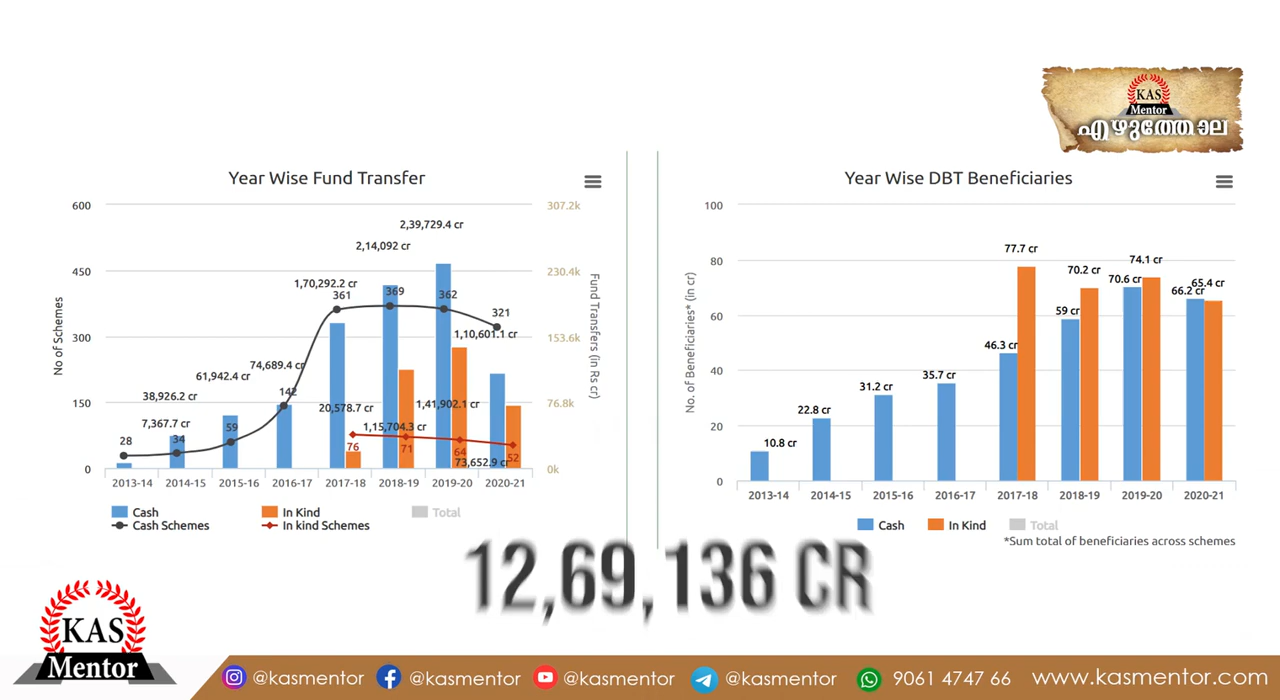 KAS
Mentor
എഴുത്തോല
Year Wise Fund Transfer
No of Schemes
600
450
300
150
0
307.2k
230.4k
153.6k
76.8k
0k
Fund Transfers (in Rs cr)
2,39,729.4 cr
2,14,092 cr
1,70,292.2 cr
361
369
362
321
1,10,601.1 cr
74,689.4 cr
142
61,942.4 cr
38,926.2 cr
7,367.7 cr
28
34
59
20,578.7 cr
1,15,704.3 cr
1,41,902.1 cr
73,652.9 cr
76
71
64
52
2013-14 2014-15 2015-16 2016-17 2017-18 2018-19 2019-20 2020-21
Cash In Kind Total
Cash Schemes In kind Schemes
Year Wise DBT Beneficiaries
No. of Beneficiaries* (in cr)
100
80
60
40
20
0
10.8 cr
22.8 cr
31.2 cr
35.7 cr
46.3 cr
77.7 cr
59 cr
70.2 cr
70.6 cr
74.1 cr
66.2 cr
65.4 cr
2013-14 2014-15 2015-16 2016-17 2017-18 2018-19 2019-20 2020-21
Cash In Kind Total
*Sum total of beneficiaries across schemes
12,69,136 CR
KAS
Mentor
@kasmentor @kasmentor @kasmentor @kasmentor 9061 4747 66 www.kasmentor.com